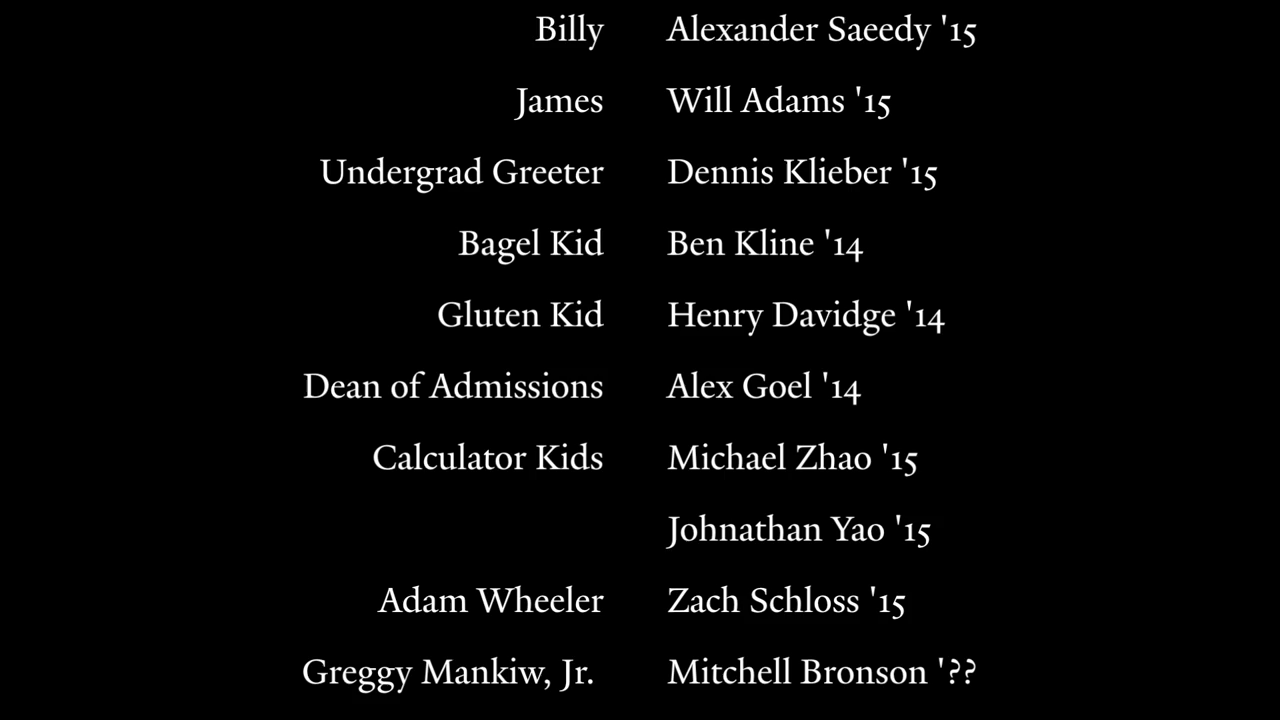 Billy Alexander Saeedy '15
James Will Adams '15
Undergrad Greeter Dennis Klieber '15
Bagel Kid Ben Kline '14
Gluten Kid Henry Davidge '14
Dean of Admissions Alex Goel '14
Calculator Kids Michael Zhao '15
Johnathan Yao '15
Adam Wheeler Zach Schloss '15
Greggy Mankiw, Jr. Mitchell Bronson '??